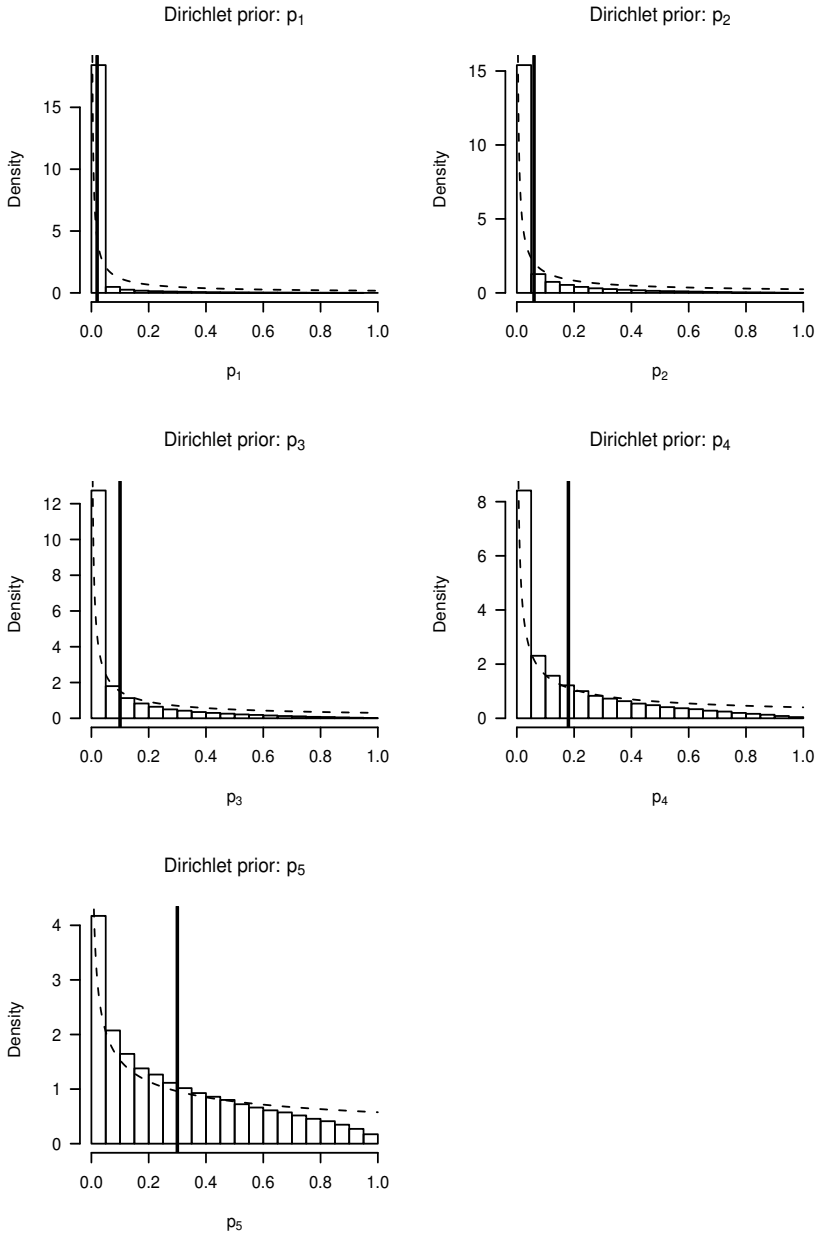 Dirichlet prior: p₁
Density
15
10
5
0
0.0 0.2 0.4 0.6 0.8 1.0
p₁
Dirichlet prior: p₂
Density
15
10
5
0
0.0 0.2 0.4 0.6 0.8 1.0
p₂
Dirichlet prior: p₃
Density
12
10
8
6
4
2
0
0.0 0.2 0.4 0.6 0.8 1.0
p₃
Dirichlet prior: p₄
Density
8
6
4
2
0
0.0 0.2 0.4 0.6 0.8 1.0
p₄
Dirichlet prior: p₅
Density
4
3
2
1
0
0.0 0.2 0.4 0.6 0.8 1.0
p₅